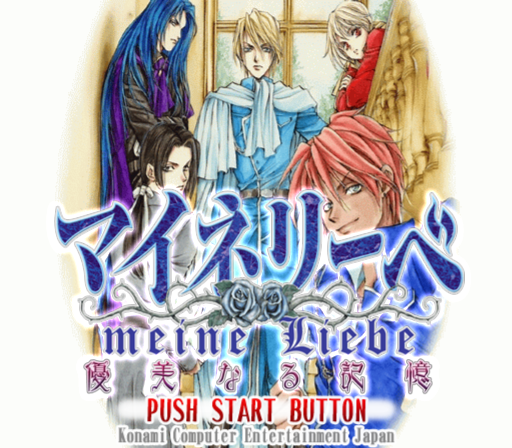 マイネリーベ
meine Liebe
優美なる記憶
PUSH START BUTTON
Konami Computer Entertainment Japan